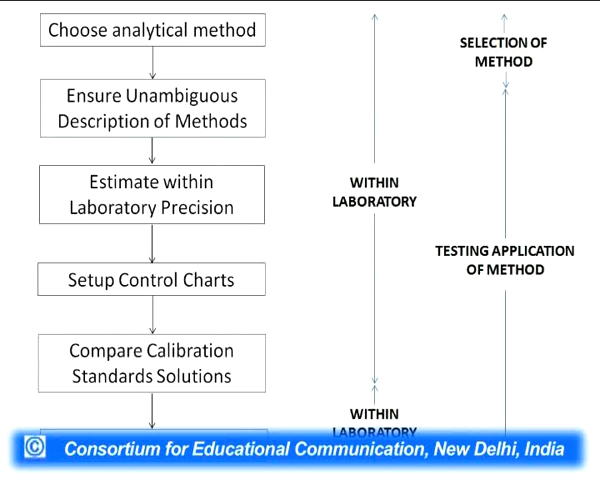 Choose analytical method
Ensure Unambiguous
Description of Methods
Estimate within
Laboratory Precision
Setup Control Charts
Compare Calibration
Standards Solutions
WITHIN
LABORATORY
WITHIN
LABORATORY
SELECTION OF
METHOD
TESTING APPLICATION
OF METHOD
© Consortium for Educational Communication, New Delhi, India